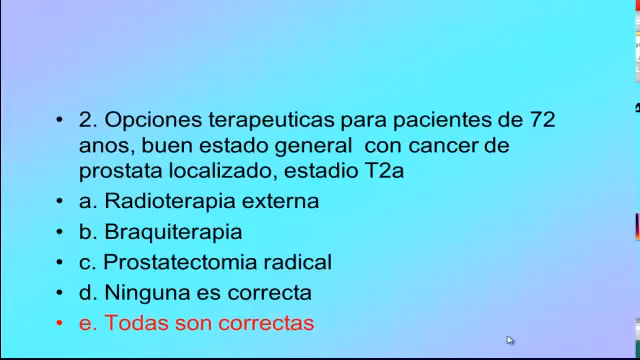 • 2. Opciones terapeuticas para pacientes de 72
anos, buen estado general con cancer de
prostata localizado, estadio T2a
• a. Radioterapia externa
• b. Braquiterapia
• c. Prostatectomia radical
• d. Ninguna es correcta
• e. Todas son correctas